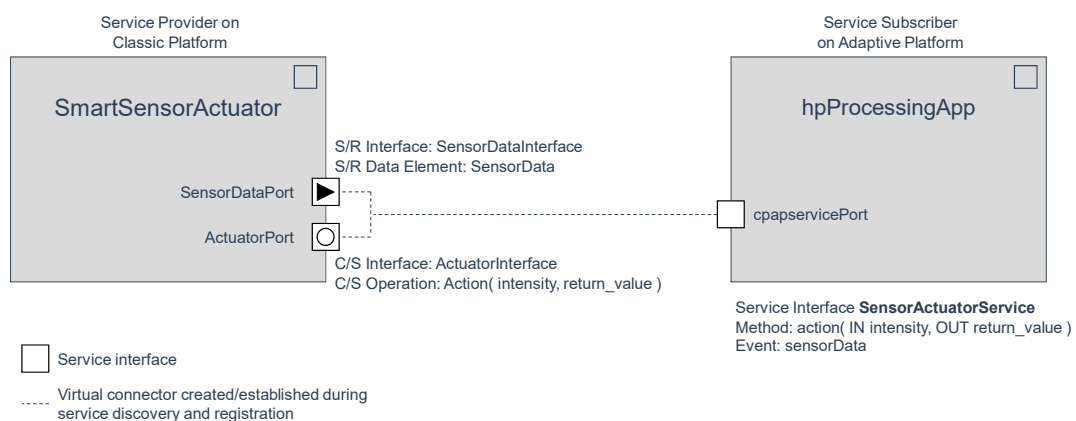 Service Provider on
Classic Platform
Service Subscriber
on Adaptive Platform
SmartSensorActuator
hpProcessingApp
S/R Interface: SensorDataInterface
S/R Data Element: SensorData
SensorDataPort
cpapservicePort
ActuatorPort
C/S Interface: ActuatorInterface
C/S Operation: Action( intensity, return_value )
Service Interface SensorActuatorService
Method: action( IN intensity, OUT return_value )
Event: sensorData
Service interface
Virtual connector created/established during
service discovery and registration